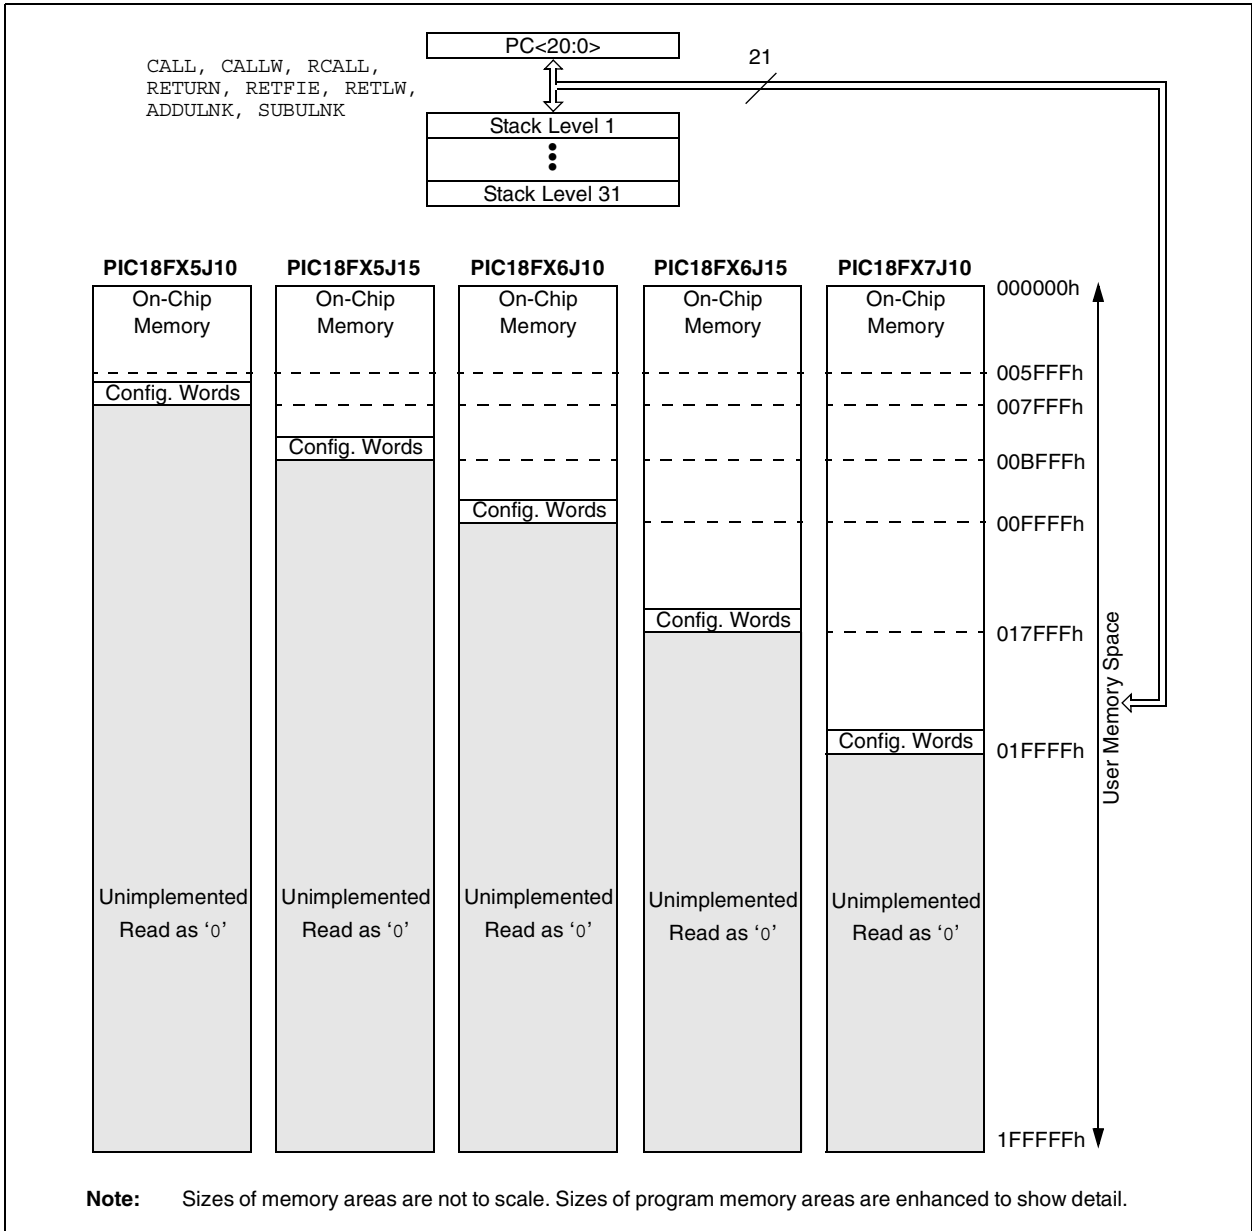 PC<20:0>
21
CALL, CALLW, RCALL,
RETURN, RETFIE, RETLW,
ADDULNK, SUBULNK
Stack Level 1
Stack Level 31
PIC18FX5J10
PIC18FX5J15
PIC18FX6J10
PIC18FX6J15
PIC18FX7J10
On-Chip
Memory
On-Chip
Memory
On-Chip
Memory
On-Chip
Memory
On-Chip
Memory
000000h
005FFFh
Config. Words
007FFFh
Config. Words
00BFFFh
Config. Words
00FFFFh
Config. Words
017FFFh
Config. Words
01FFFFh
User Memory Space
Unimplemented
Read as ‘0’
Unimplemented
Read as ‘0’
Unimplemented
Read as ‘0’
Unimplemented
Read as ‘0’
Unimplemented
Read as ‘0’
1FFFFFh
Note: Sizes of memory areas are not to scale. Sizes of program memory areas are enhanced to show detail.